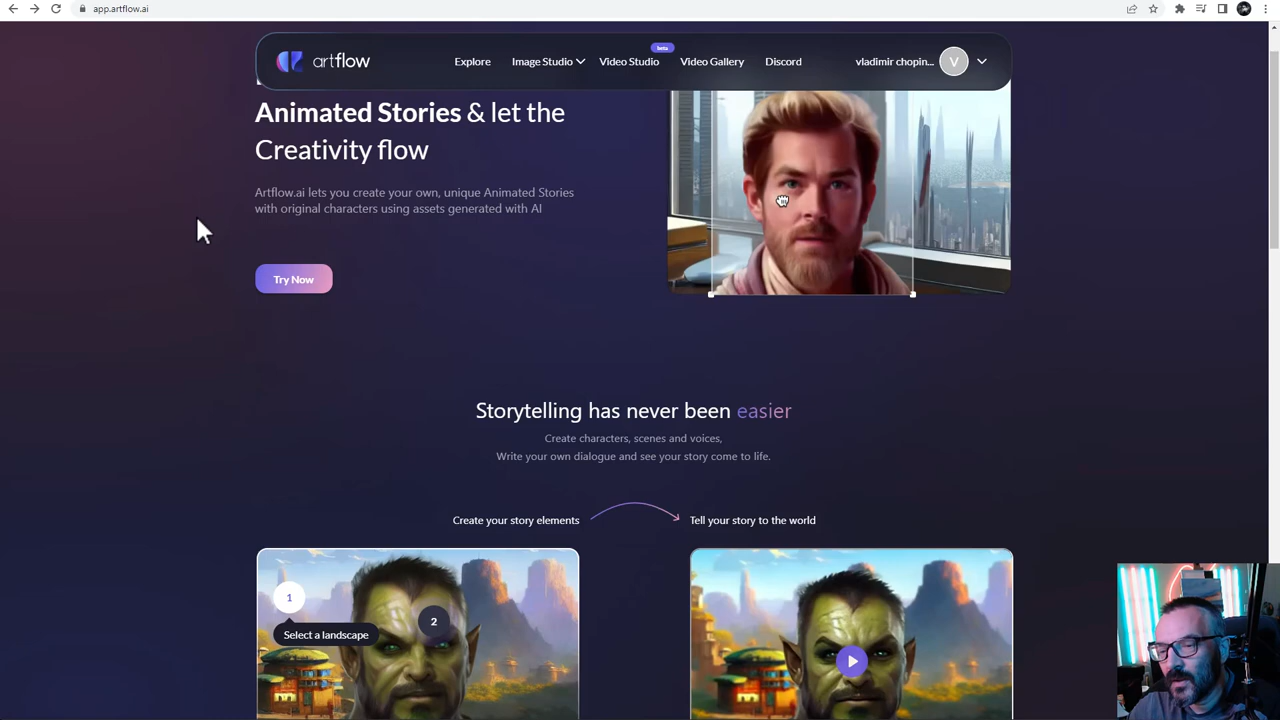 app.artflow.ai
artflow
Explore
Image Studio
beta
Video Studio
Video Gallery
Discord
vladimir chopin...
V
Animated Stories & let the
Creativity flow
Artflow.ai lets you create your own, unique Animated Stories
with original characters using assets generated with AI
Try Now
Storytelling has never been easier
Create characters, scenes and voices,
Write your own dialogue and see your story come to life.
Create your story elements
Tell your story to the world
1
2
Select a landscape